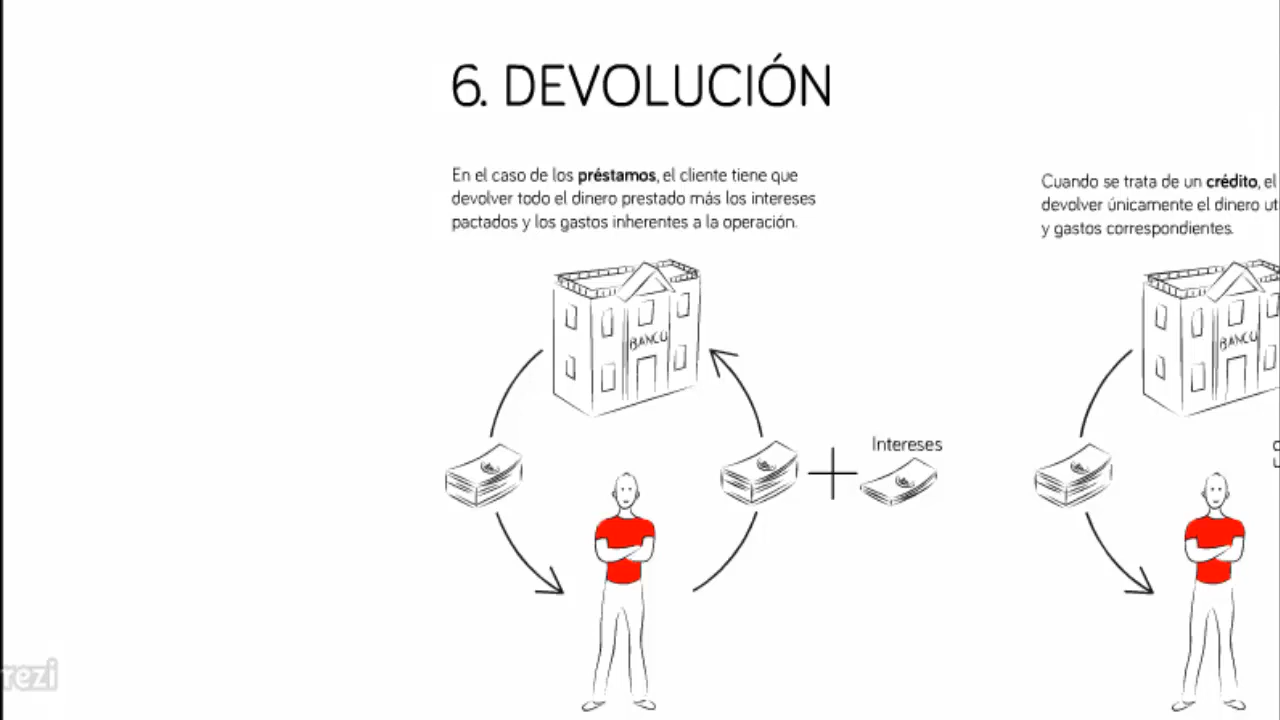 6. DEVOLUCIÓN
En el caso de los préstamos, el cliente tiene que
devolver todo el dinero prestado más los intereses
pactados y los gastos inherentes a la operación.
Cuando se trata de un crédito, el
devolver únicamente el dinero
y gastos correspondientes.
BANCO
BANCO
Intereses
rezi